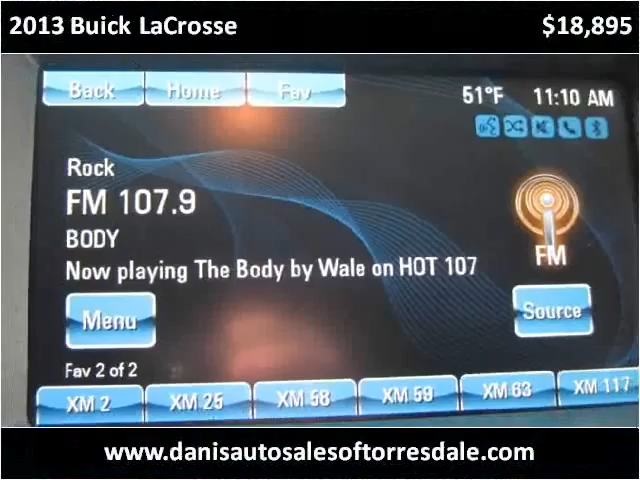 2013 Buick LaCrosse $18,895
Back Home Fav 51°F 11:10 AM
Rock
FM 107.9
BODY
Now playing The Body by Wale on HOT 107
FM
Menu Source
Fav 2 of 2
XM 2 XM 25 XM 58 XM 59 XM 63 XM 117
www.danisautosalesoftorresdale.com